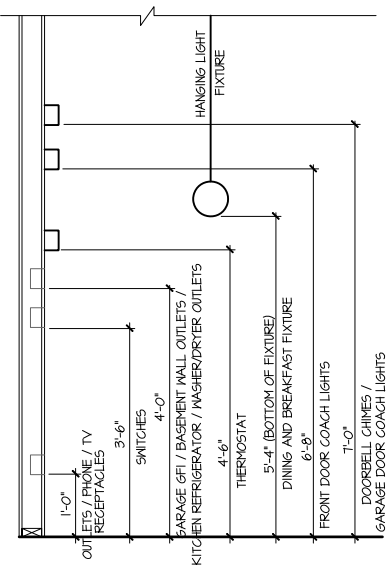 HANGING LIGHT
FIXTURE
1'-0"
OUTLETS / PHONE / TV
RECEPTACLES
3'-6"
SWITCHES
4'-0"
GARAGE GFI / BASEMENT WALL OUTLETS /
KITCHEN REFRIGERATOR / WASHER/DRYER OUTLETS
4'-6"
THERMOSTAT
5'-4" (BOTTOM OF FIXTURE)
DINING AND BREAKFAST FIXTURE
6'-8"
FRONT DOOR COACH LIGHTS
7'-0"
DOORBELL CHIMES /
GARAGE DOOR COACH LIGHTS